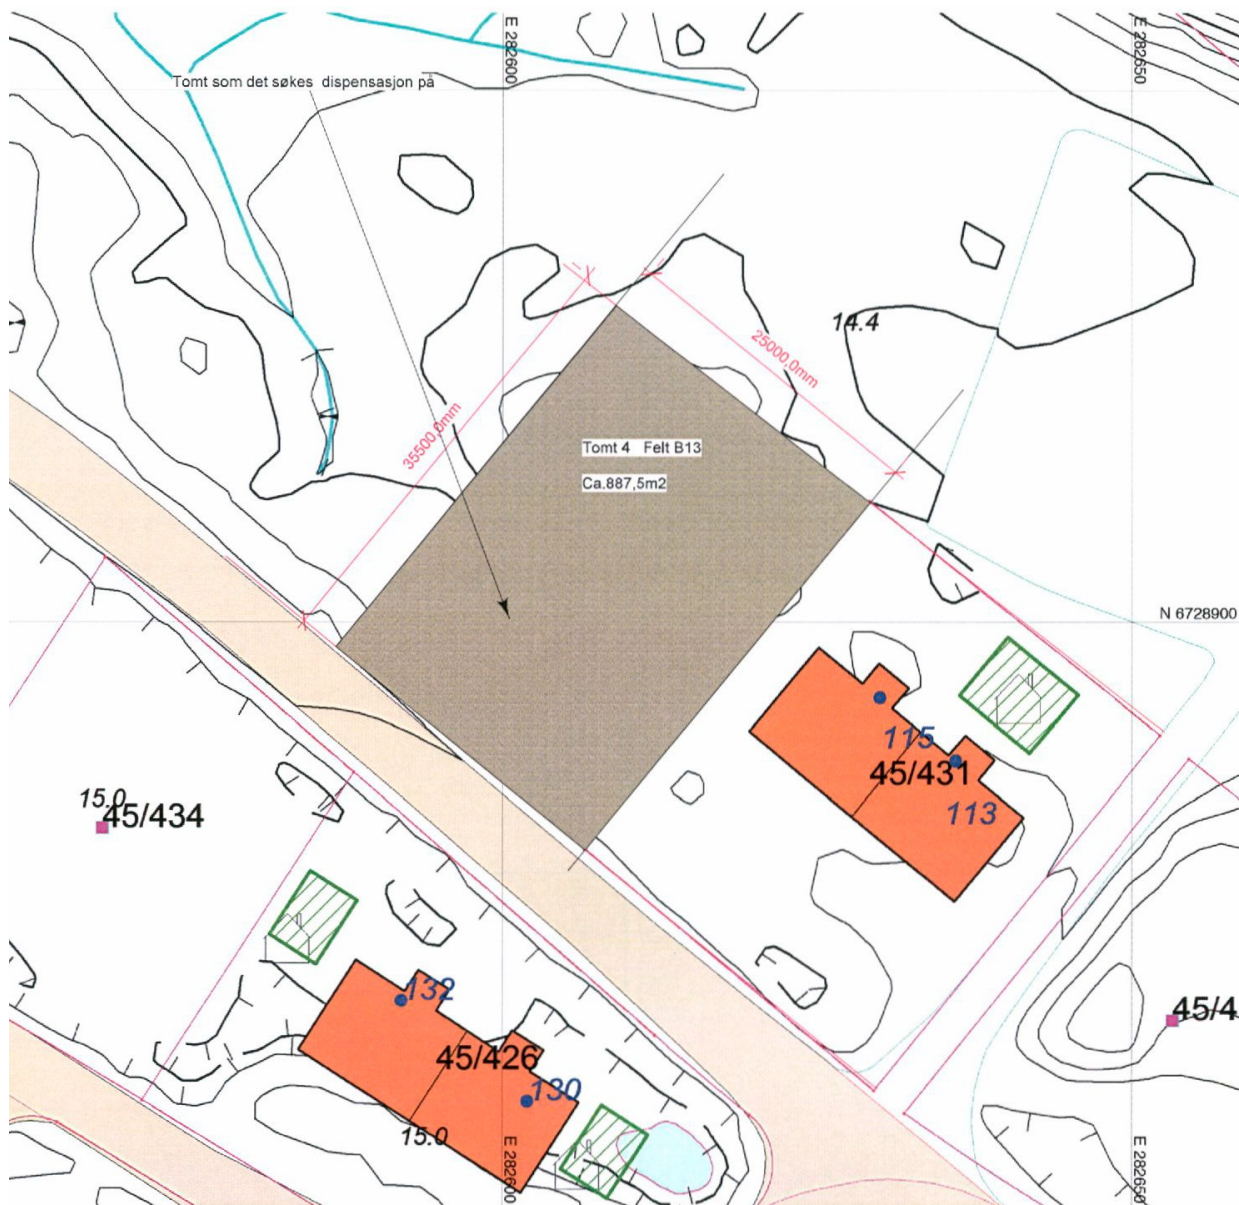 E 282600
E 282650
Tomt som det søkes dispensasjon på
14.4
25000,0mm
35500,0mm
Tomt 4 Felt B13
Ca.887,5m2
N 6728900
115
45/431
113
15.0
45/434
132
45/4
45/426
130
15.0
E 282600
E 282650